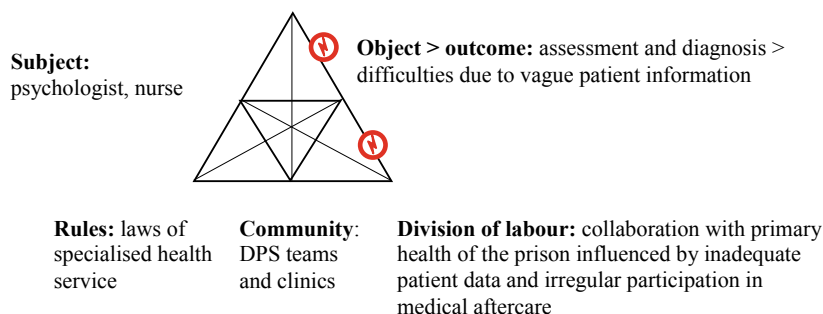 Subject:
psychologist, nurse
Object > outcome: assessment and diagnosis >
difficulties due to vague patient information
Rules: laws of
specialised health
service
Community:
DPS teams
and clinics
Division of labour: collaboration with primary
health of the prison influenced by inadequate
patient data and irregular participation in
medical aftercare